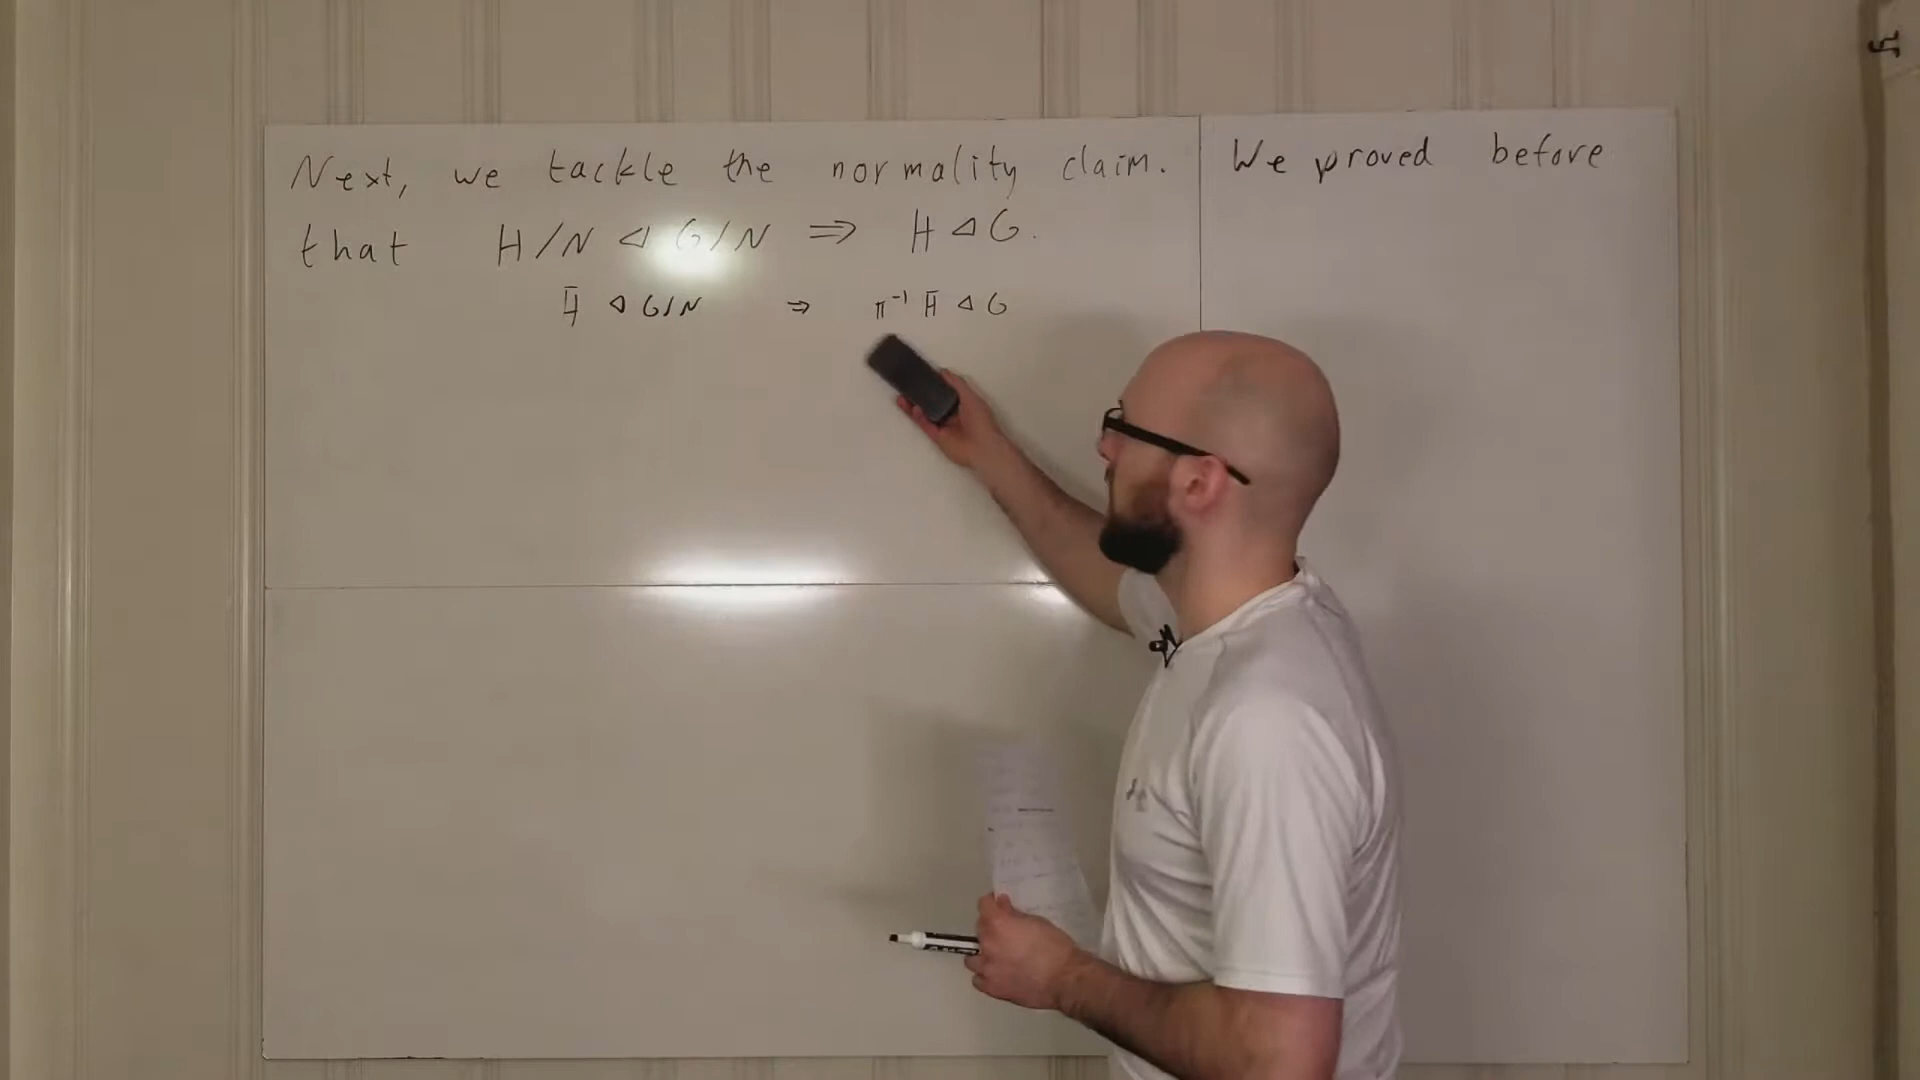 Next, we tackle the normality claim. We proved before
that H/N ⊲ G/N ⇒ H ⊲ G.
H̄ ⊲ G/N ⇒ π⁻¹ H̄ ⊲ G